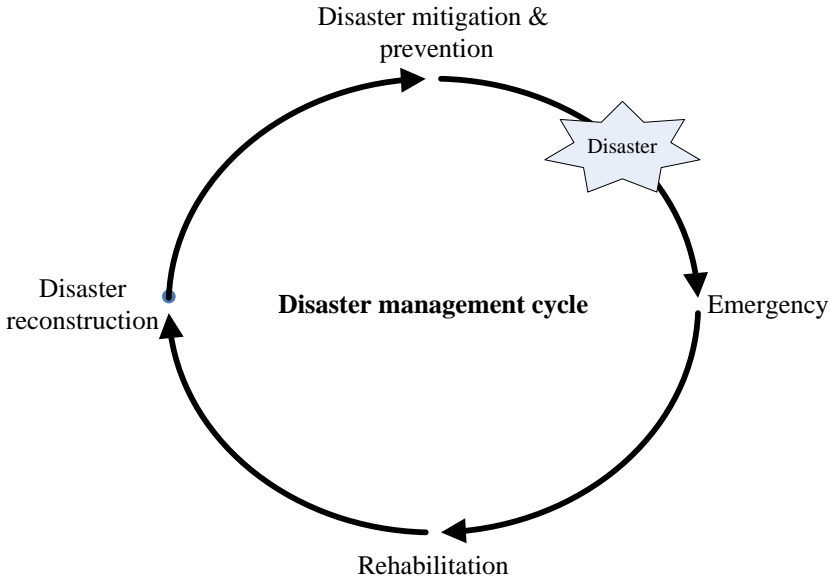 Disaster mitigation &
prevention
Disaster
Disaster
reconstruction
Disaster management cycle
Emergency
Rehabilitation